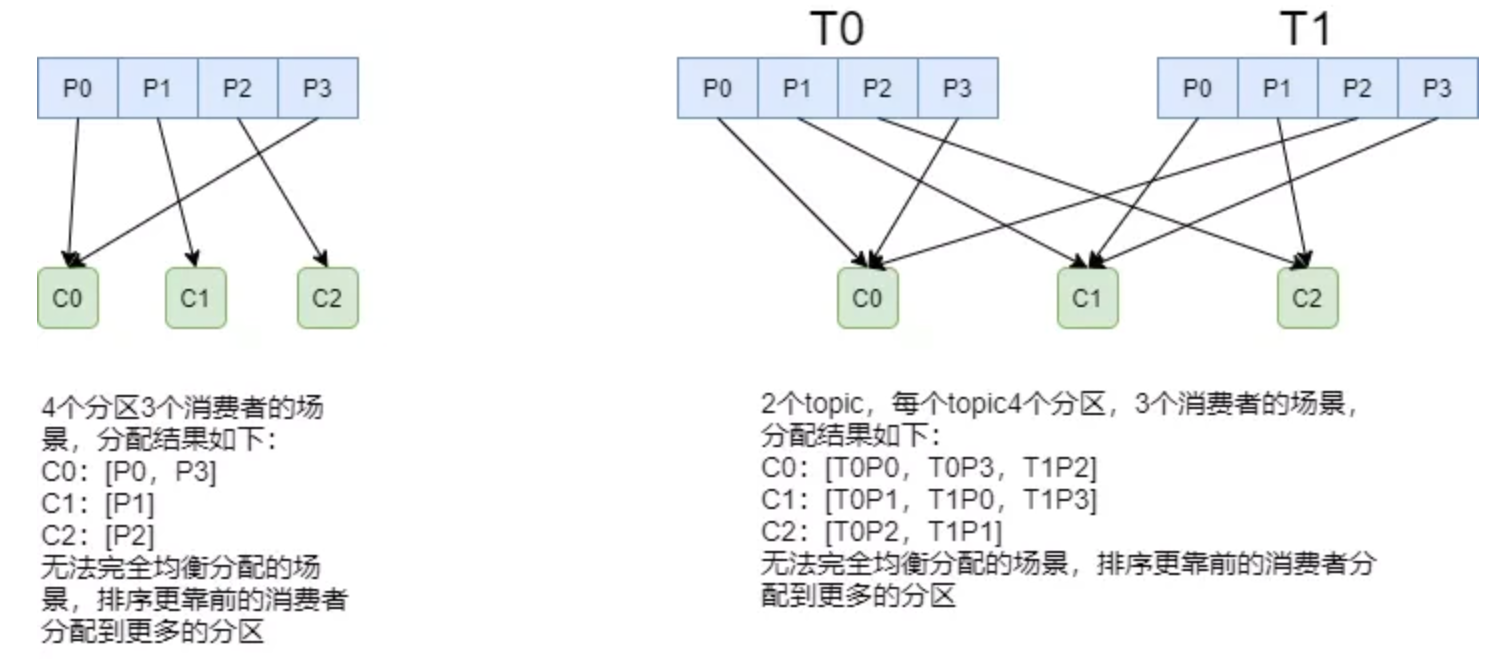 T0
T1
P0 P1 P2 P3
P0 P1 P2 P3
P0 P1 P2 P3
C0 C1 C2
C0 C1 C2
4个分区3个消费者的场
景，分配结果如下：
C0：[P0，P3]
C1：[P1]
C2：[P2]
无法完全均衡分配的场
景，排序更靠前的消费者
分配到更多的分区
2个topic，每个topic4个分区，3个消费者的场景，
分配结果如下：
C0：[T0P0，T0P3，T1P2]
C1：[T0P1，T1P0，T1P3]
C2：[T0P2，T1P1]
无法完全均衡分配的场景，排序更靠前的消费者分
配到更多的分区